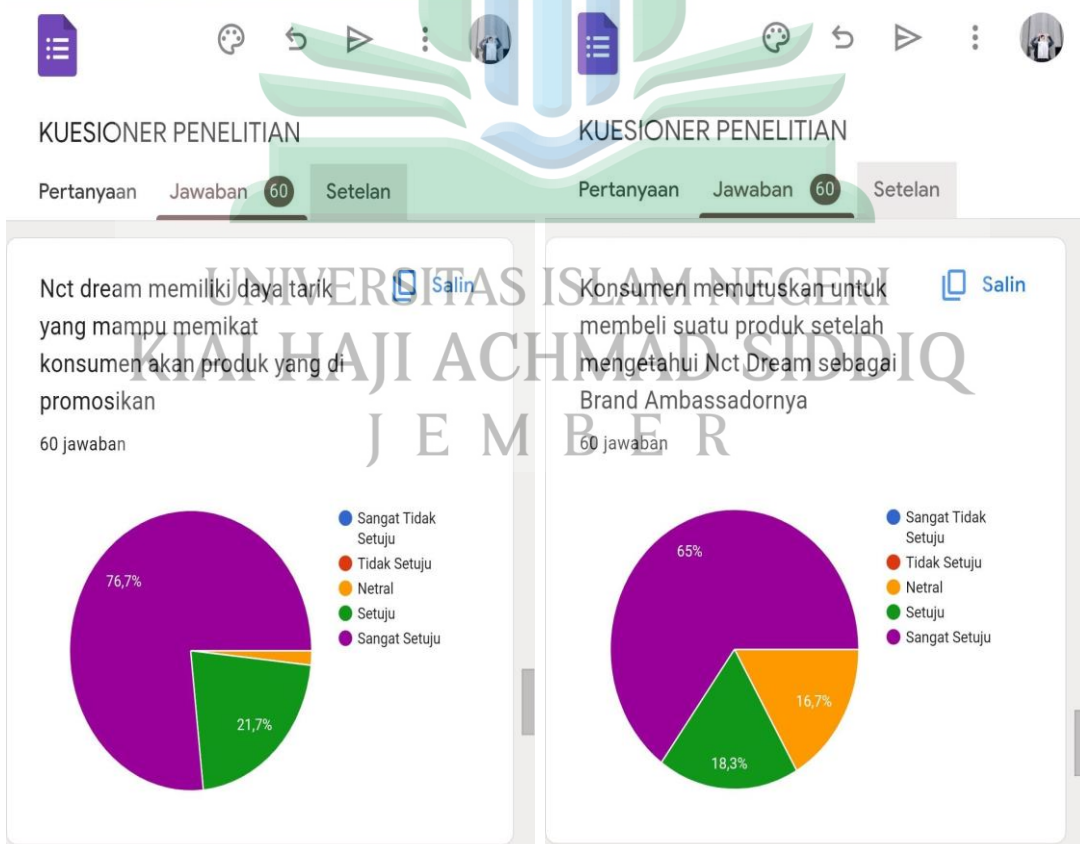 KUESIONER PENELITIAN
Pertanyaan Jawaban 60 Setelan
Nct dream memiliki daya tarik
yang mampu memikat
konsumen akan produk yang di
promosikan
Salin
60 jawaban
76,7%
21,7%
Sangat Tidak
Setuju
Tidak Setuju
Netral
Setuju
Sangat Setuju
KUESIONER PENELITIAN
Pertanyaan Jawaban 60 Setelan
Konsumen memutuskan untuk
membeli suatu produk setelah
mengetahui Nct Dream sebagai
Brand Ambassadornya
Salin
60 jawaban
65%
16,7%
18,3%
Sangat Tidak
Setuju
Tidak Setuju
Netral
Setuju
Sangat Setuju
UNIVERSITAS ISLAM NEGERI
KIAI HAJI ACHMAD SIDDIQ
JEMBER